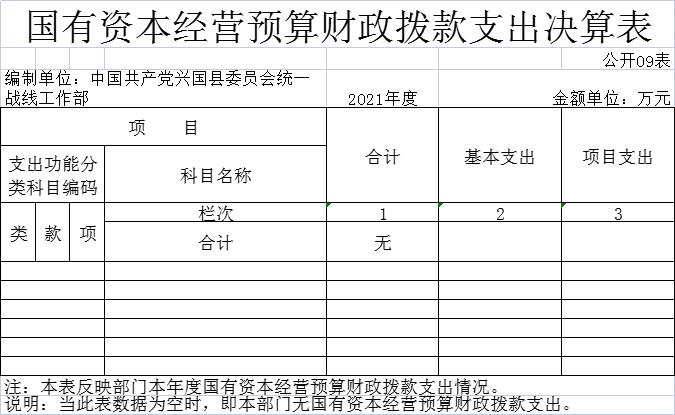 国有资本经营预算财政拨款支出决算表
公开09表
编制单位：中国共产党兴国县委员会统一
战线工作部
2021年度
金额单位：万元
项 目
合计
基本支出
项目支出
支出功能分
类科目编码
科目名称
类
款
项
栏次
1
2
3
合计
无
注：本表反映部门本年度国有资本经营预算财政拨款支出情况。
说明：当此表数据为空时，即本部门无国有资本经营预算财政拨款支出。